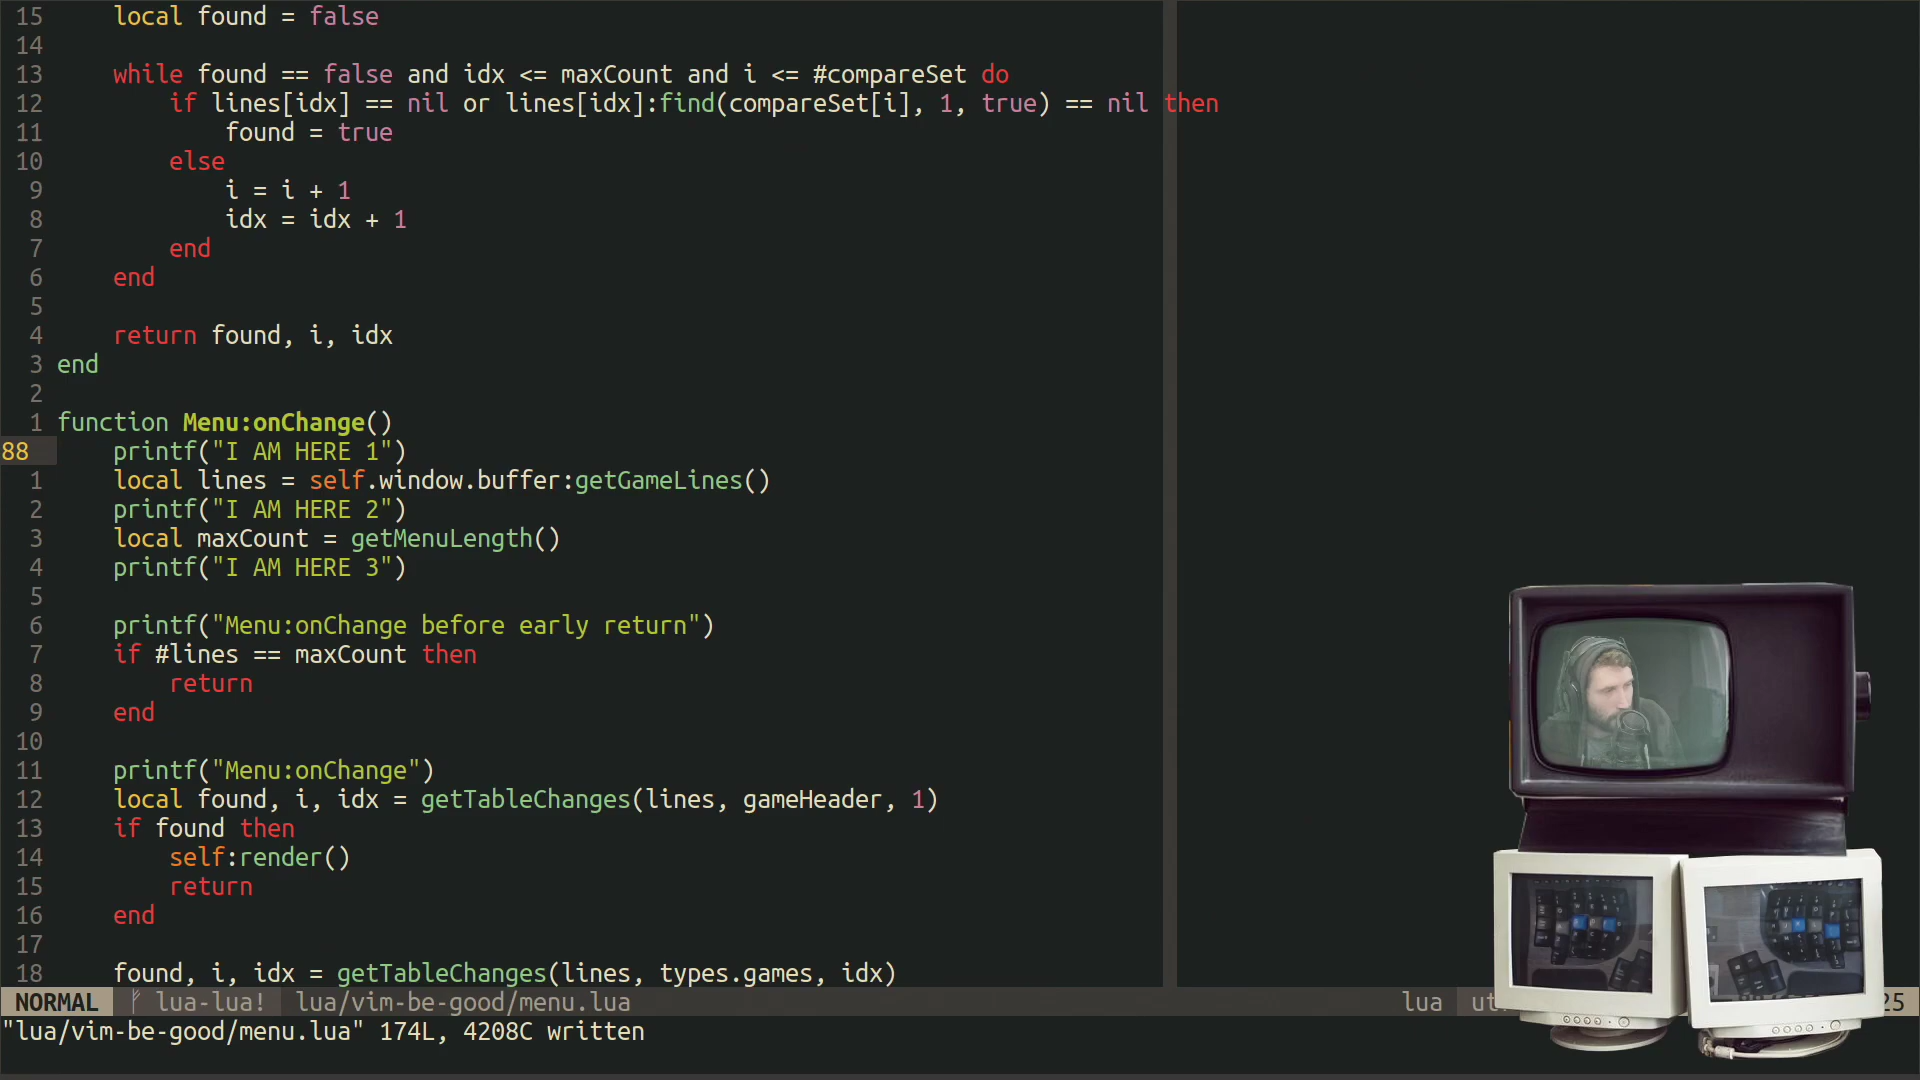 15 local found = false
14
13 while found == false and idx <= maxCount and i <= #compareSet do
12 if lines[idx] == nil or lines[idx]:find(compareSet[i], 1, true) == nil then
11 found = true
10 else
9 i = i + 1
8 idx = idx + 1
7 end
6 end
5
4 return found, i, idx
3 end
2
1 function Menu:onChange()
88 printf("I AM HERE 1")
1 local lines = self.window.buffer:getGameLines()
2 printf("I AM HERE 2")
3 local maxCount = getMenuLength()
4 printf("I AM HERE 3")
5
6 printf("Menu:onChange before early return")
7 if #lines == maxCount then
8 return
9 end
10
11 printf("Menu:onChange")
12 local found, i, idx = getTableChanges(lines, gameHeader, 1)
13 if found then
14 self:render()
15 return
16 end
17
18 found, i, idx = getTableChanges(lines, types.games, idx)
NORMAL lua-lua! lua/vim-be-good/menu.lua lua
"lua/vim-be-good/menu.lua" 174L, 4208C written